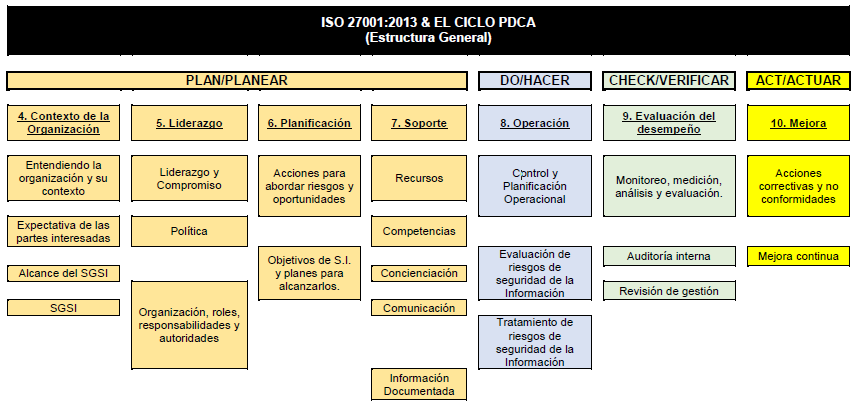 ISO 27001:2013 & EL CICLO PDCA
(Estructura General)
PLAN/PLANEAR
DO/HACER
CHECK/VERIFICAR
ACT/ACTUAR
4. Contexto de la
Organización
5. Liderazgo
6. Planificación
7. Soporte
8. Operación
9. Evaluación del
desempeño
10. Mejora
Entendiendo la
organización y su
contexto
Liderazgo y
Compromiso
Acciones para
abordar riesgos y
oportunidades
Recursos
Control y
Planificación
Operacional
Monitoreo, medición,
análisis y evaluación.
Acciones
correctivas y no
conformidades
Expectativa de las
partes interesadas
Política
Competencias
Alcance del SGSI
Objetivos de S.I.
y planes para
alcanzarlos.
Concienciación
Evaluación de
riesgos de
seguridad de la
Información
Auditoría interna
Mejora continua
SGSI
Organización, roles,
responsabilidades y
autoridades
Comunicación
Revisión de gestión
Tratamiento de
riesgos de
seguridad de la
Información
Información
Documentada